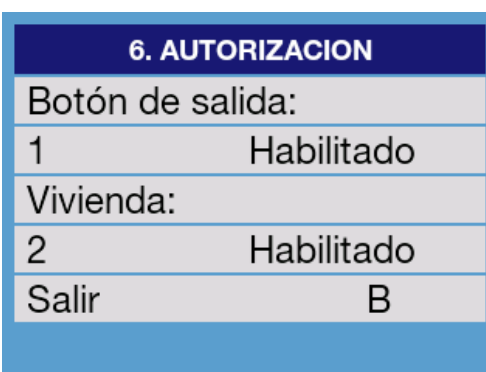 6. AUTORIZACION
Botón de salida:
1 Habilitado
Vivienda:
2 Habilitado
Salir B